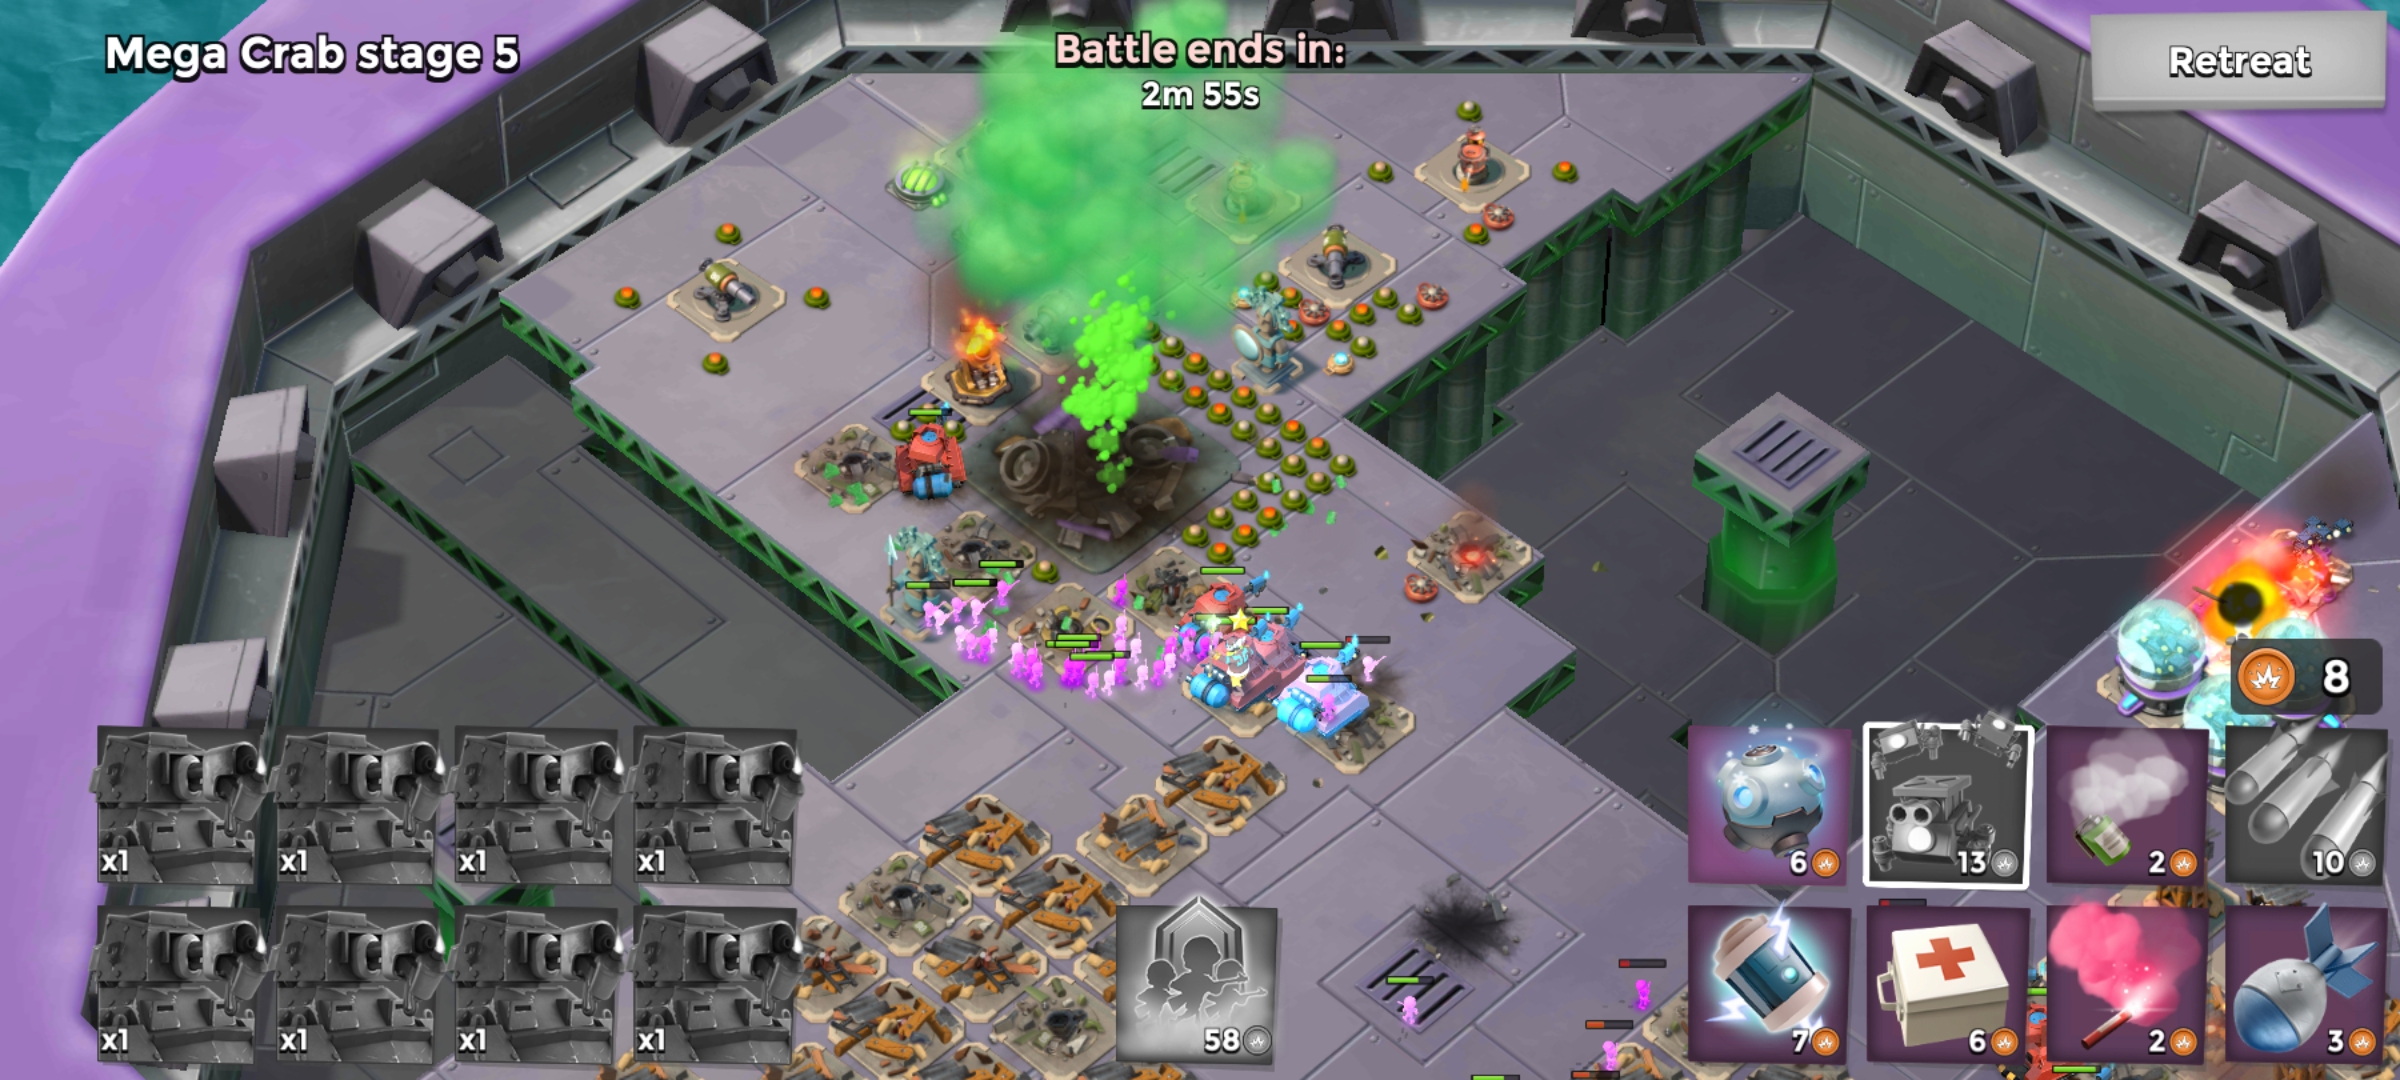 Mega Crab stage 5
Battle ends in:
2m 55s
Retreat
8
x1
x1
x1
x1
6
13
2
10
x1
x1
x1
x1
58
7
6
2
3